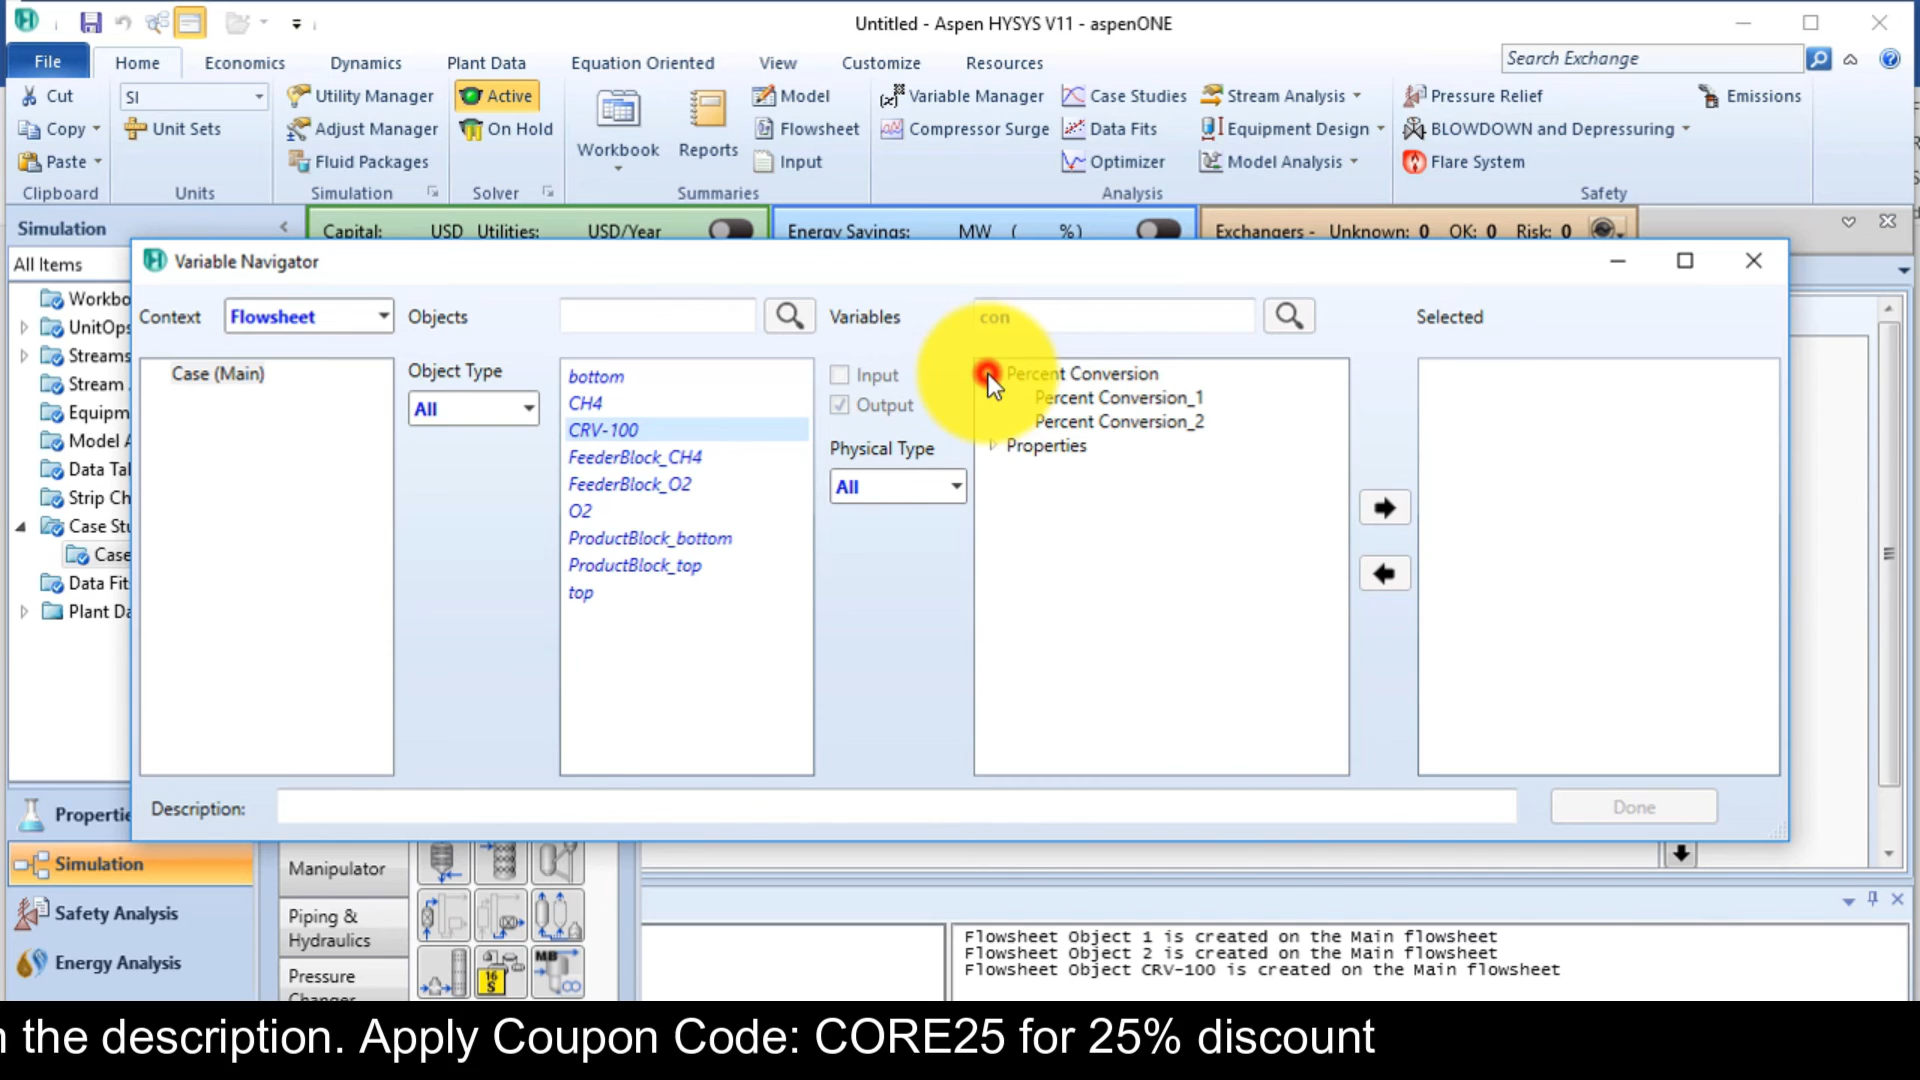 Untitled - Aspen HYSYS V11 - aspenONE
File Home Economics Dynamics Plant Data Equation Oriented View Customize Resources Search Exchange
Cut SI Utility Manager Active Model Variable Manager Case Studies Stream Analysis Pressure Relief Emissions
Copy Unit Sets Adjust Manager On Hold Workbook Reports Flowsheet Compressor Surge Data Fits Equipment Design BLOWDOWN and Depressuring
Paste Fluid Packages Input Optimizer Model Analysis Flare System
Clipboard Units Simulation Solver Summaries Analysis Safety
Simulation Capital: USD Utilities: USD/Year Energy Savings: MW ( %) Exchangers - Unknown: 0 OK: 0 Risk: 0
All Items
Workbo
UnitOps
Streams
Stream
Equipm
Model A
Data Tal
Strip Ch
Case Stu
Case
Data Fit
Plant Da
Variable Navigator
Context Flowsheet Objects Variables con Selected
Case (Main)
Object Type
All
bottom
CH4
CRV-100
FeederBlock_CH4
FeederBlock_O2
O2
ProductBlock_bottom
ProductBlock_top
top
Input
Output
Physical Type
All
Percent Conversion
Percent Conversion_1
Percent Conversion_2
Properties
Description:
Done
Propertie
Simulation
Safety Analysis
Energy Analysis
Manipulator
Piping &
Hydraulics
Pressure
Changes
16
S
MB
Flowsheet Object 1 is created on the Main flowsheet
Flowsheet Object 2 is created on the Main flowsheet
Flowsheet Object CRV-100 is created on the Main flowsheet
the description. Apply Coupon Code: CORE25 for 25% discount